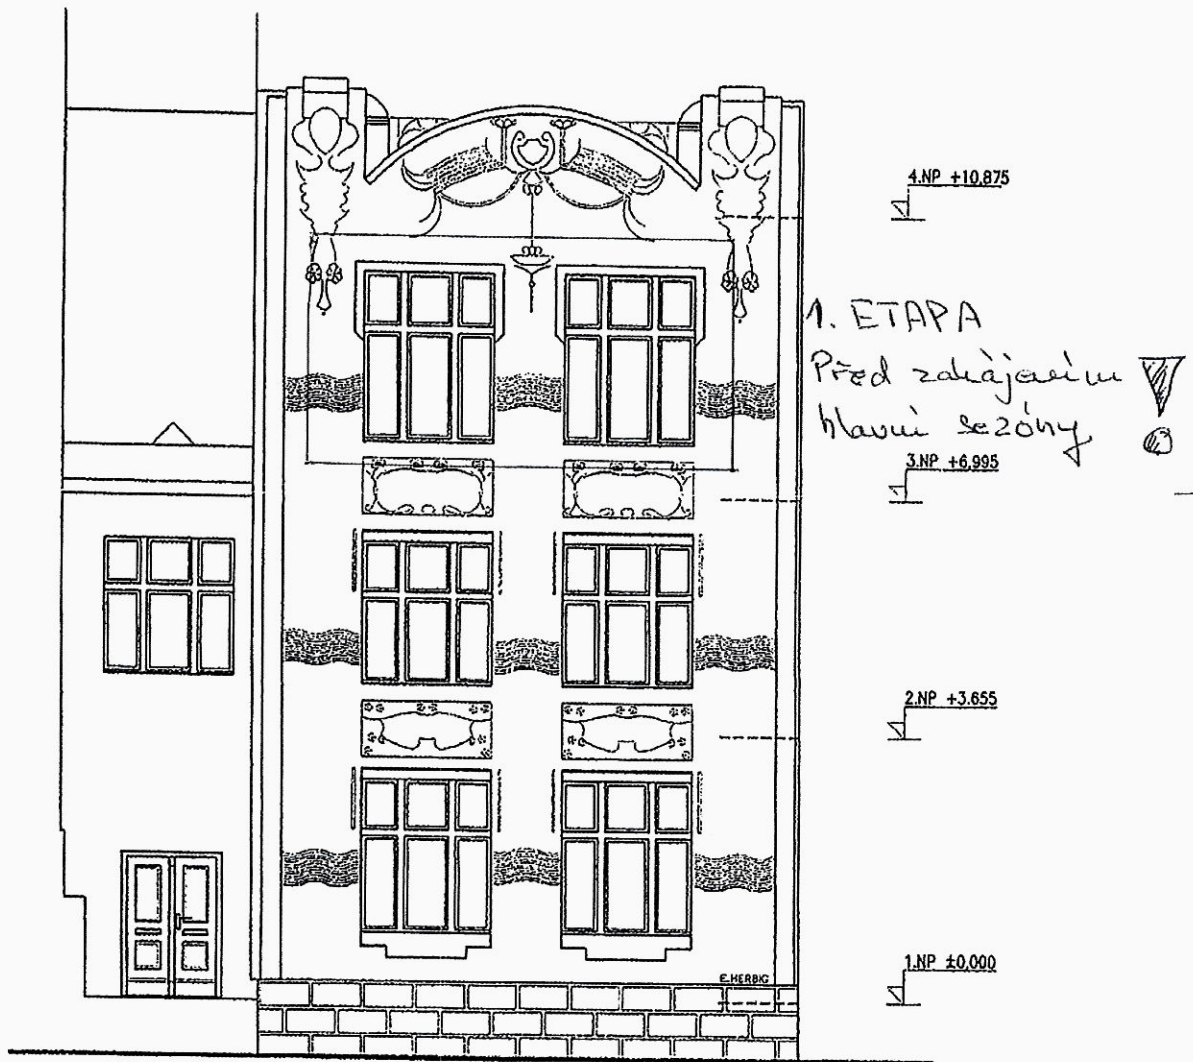 4.NP +10,875
1. ETAPA
Před zahájením
hlavní sezóny
3.NP +6,995
2.NP +3.655
E.HERBIG
1.NP ±0,000